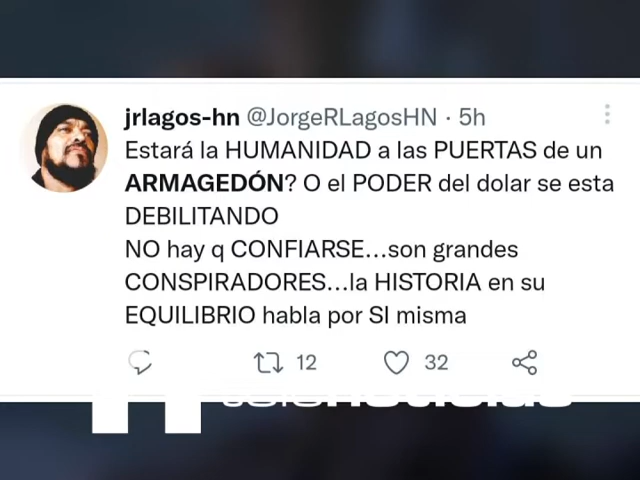 jrlagos-hn @JorgeRLagosHN · 5h
Estará la HUMANIDAD a las PUERTAS de un
ARMAGEDÓN? O el PODER del dolar se esta
DEBILITANDO
NO hay q CONFIARSE...son grandes
CONSPIRADORES...la HISTORIA en su
EQUILIBRIO habla por SI misma
12 32